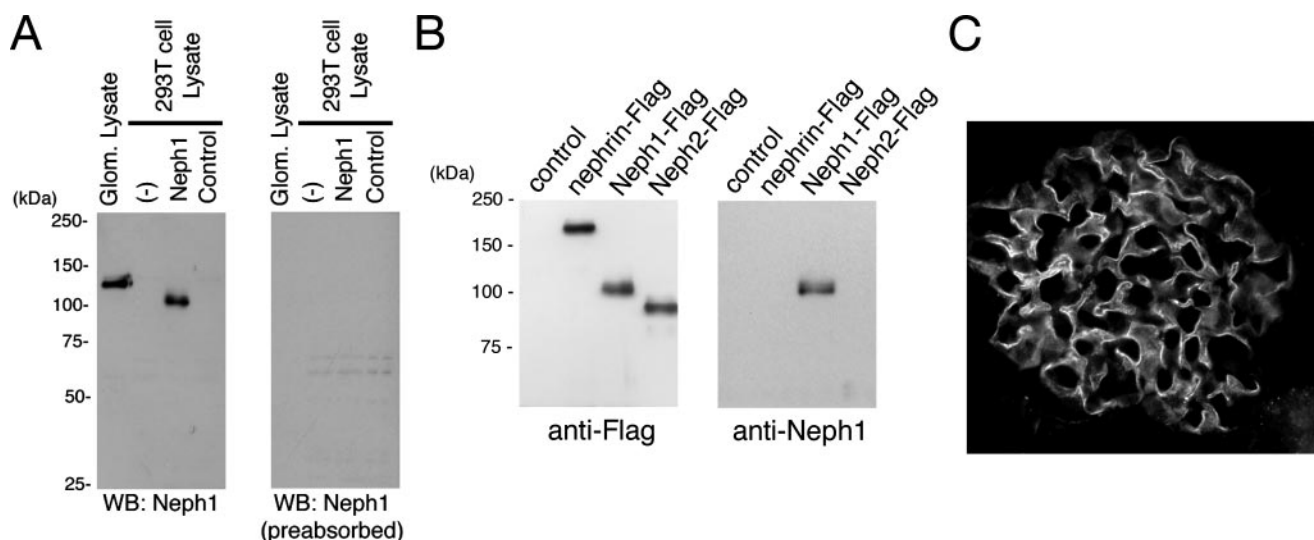 A
Glom. Lysate
293T cell
Lysate
(-)
Neph1
Control
(kDa)
250-
150-
100-
75-
50-
25-
WB: Neph1
Glom. Lysate
293T cell
Lysate
(-)
Neph1
Control
WB: Neph1
(preabsorbed)
B
control
nephrin-Flag
Neph1-Flag
Neph2-Flag
(kDa)
250 -
150 -
100 -
75 -
anti-Flag
control
nephrin-Flag
Neph1-Flag
Neph2-Flag
anti-Neph1
C